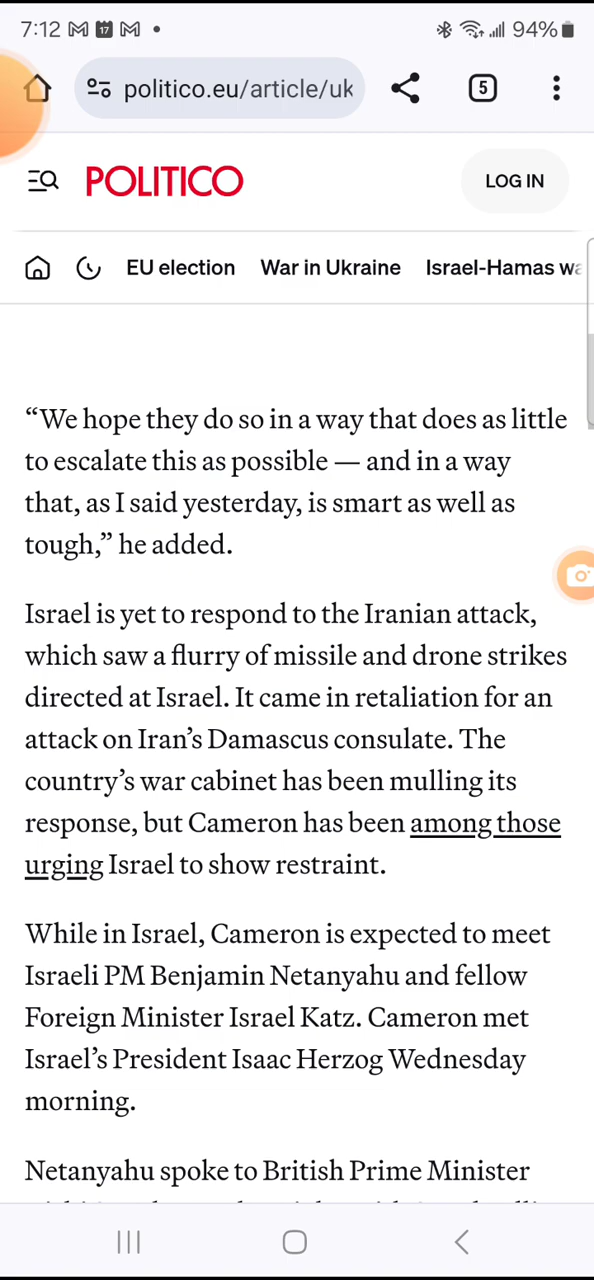 7:12 17 94%
politico.eu/article/uk 5
POLITICO LOG IN
EU election War in Ukraine Israel-Hamas wa
“We hope they do so in a way that does as little
to escalate this as possible — and in a way
that, as I said yesterday, is smart as well as
tough,” he added.
Israel is yet to respond to the Iranian attack,
which saw a flurry of missile and drone strikes
directed at Israel. It came in retaliation for an
attack on Iran’s Damascus consulate. The
country’s war cabinet has been mulling its
response, but Cameron has been among those
urging Israel to show restraint.
While in Israel, Cameron is expected to meet
Israeli PM Benjamin Netanyahu and fellow
Foreign Minister Israel Katz. Cameron met
Israel’s President Isaac Herzog Wednesday
morning.
Netanyahu spoke to British Prime Minister